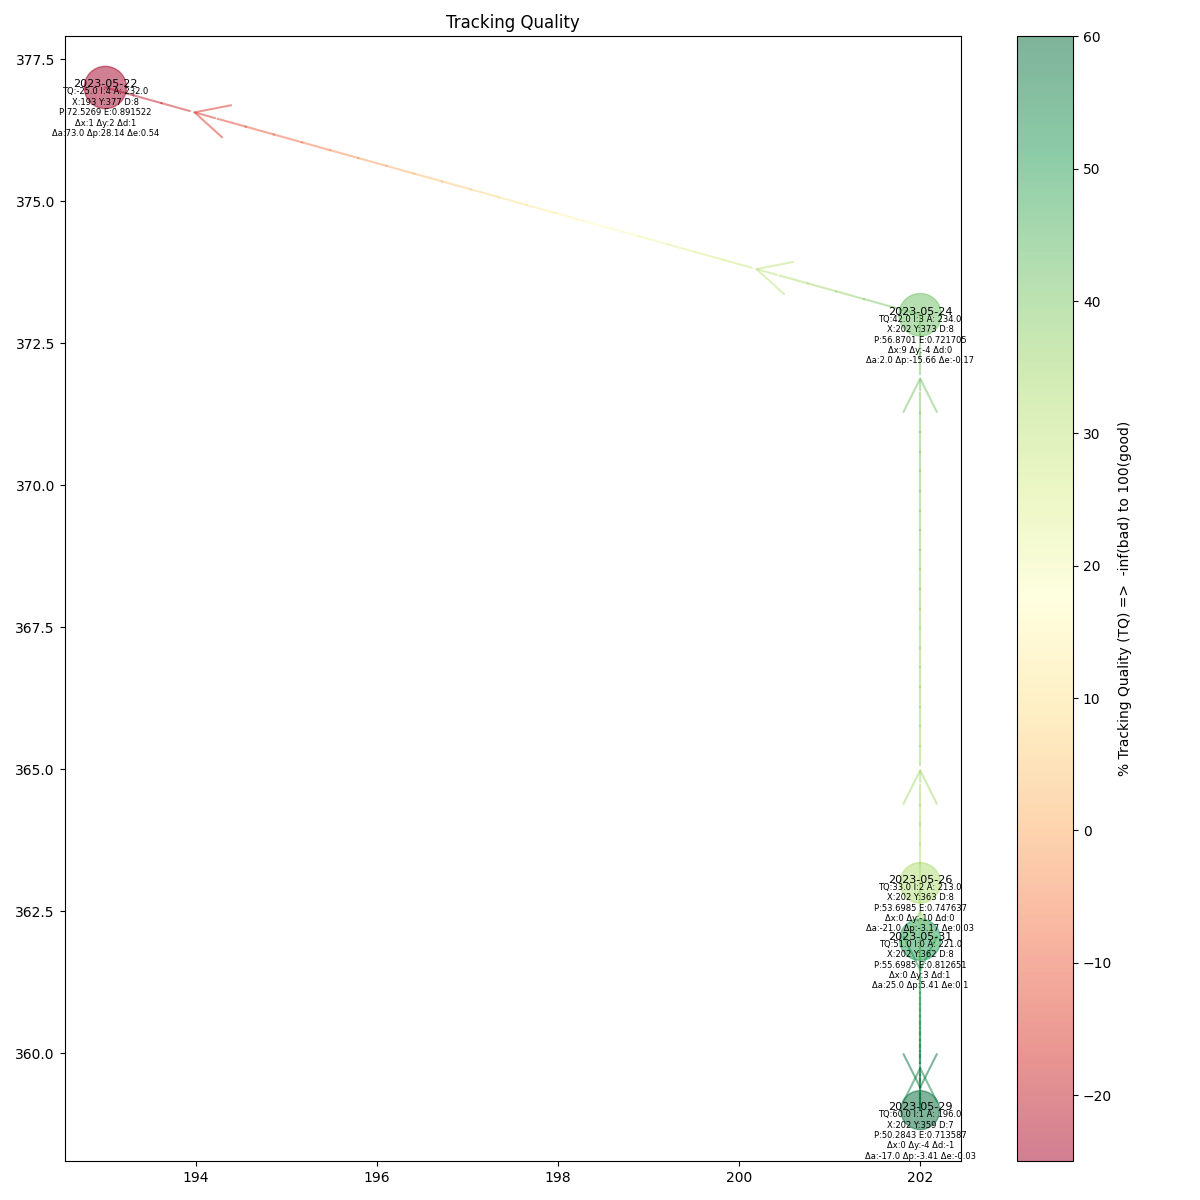 Tracking Quality
377.5
375.0
372.5
370.0
367.5
365.0
362.5
360.0
194
196
198
200
202
2023-05-22
TQ:-25.0 I:4 A: 232.0
X:193 Y:377 D:8
P:72.5269 E:0.891522
Δx:1 Δy:2 Δd:1
Δa:73.0 Δp:28.14 Δe:0.54
2023-05-24
TQ:42.0 I:3 A: 234.0
X:202 Y:373 D:8
P:56.8701 E:0.721705
Δx:9 Δy:-4 Δd:0
Δa:2.0 Δp:-15.66 Δe:-0.17
2023-05-26
TQ:33.0 I:2 A: 213.0
X:202 Y:363 D:8
P:53.6985 E:0.747637
Δx:0 Δy:-10 Δd:0
Δa:-21.0 Δp:-3.17 Δe:0.03
2023-05-31
TQ:51.0 I:0 A: 221.0
X:202 Y:362 D:8
P:55.6985 E:0.812651
Δx:0 Δy:3 Δd:1
Δa:25.0 Δp:5.41 Δe:0.1
2023-05-29
TQ:60.0 I:1 A: 196.0
X:202 Y:359 D:7
P:50.2843 E:0.713587
Δx:0 Δy:-4 Δd:-1
Δa:-17.0 Δp:-3.41 Δe:-0.03
60
50
40
30
20
10
0
−10
−20
% Tracking Quality (TQ) => -inf(bad) to 100(good)